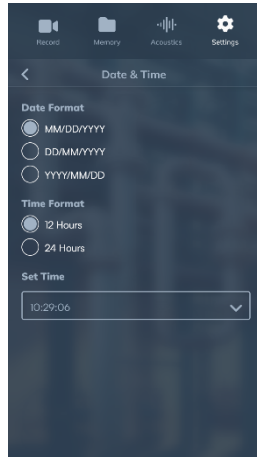 Record Memory Acoustics Settings
Date & Time
Date Format
MM/DD/YYYY
DD/MM/YYYY
YYYY/MM/DD
Time Format
12 Hours
24 Hours
Set Time
10:29:06